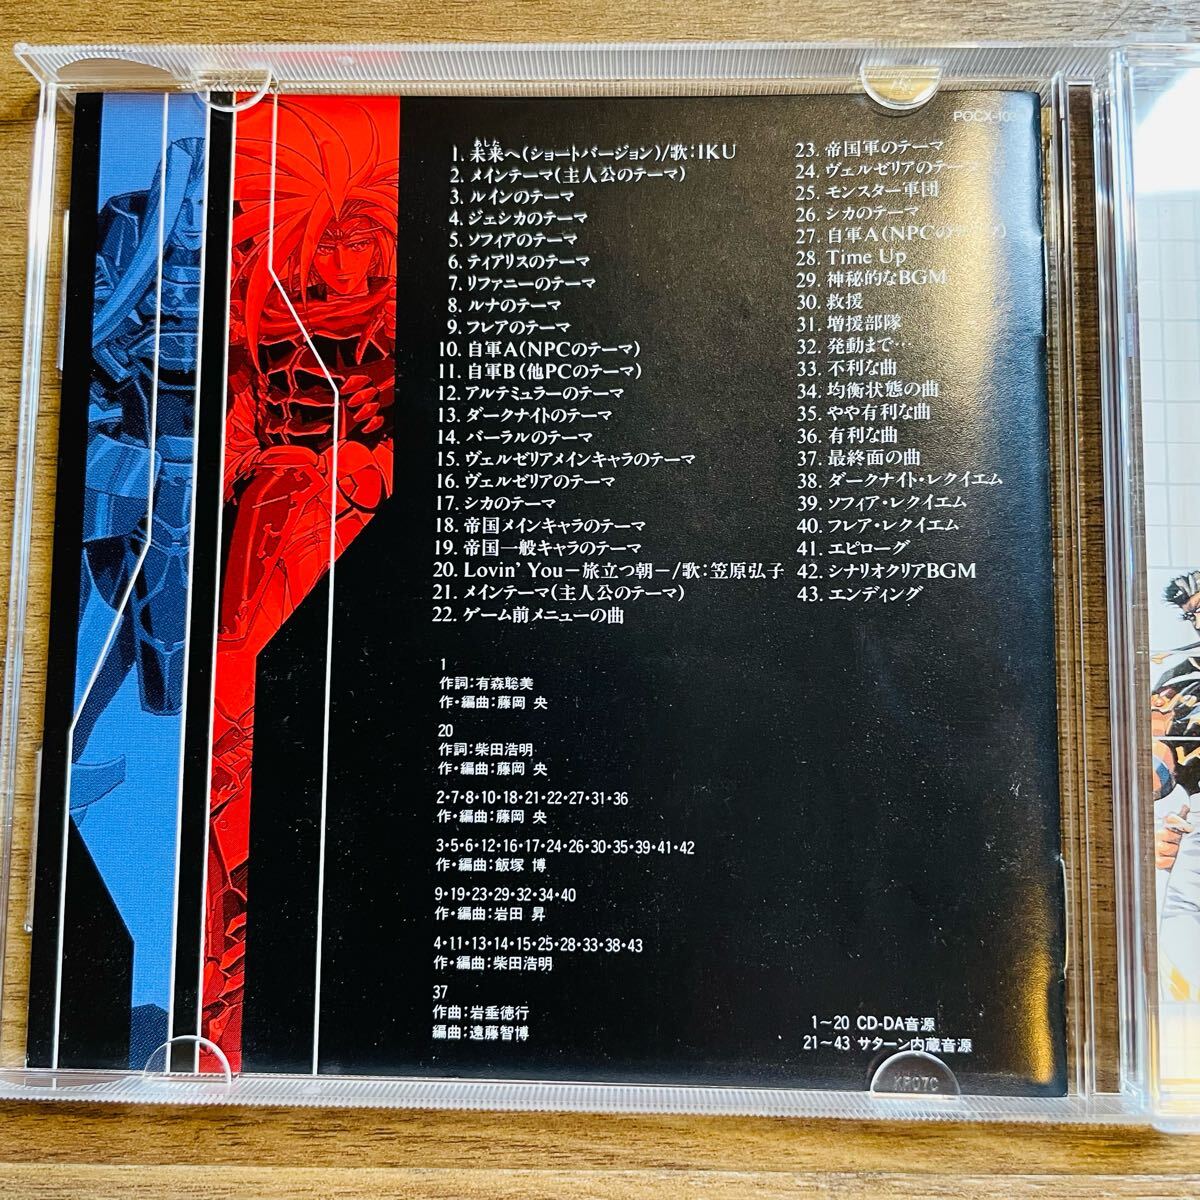 POCX-10
あした
1. 未来へ(ショートバージョン)/歌:IKU
2. メインテーマ(主人公のテーマ)
3. ルインのテーマ
4. ジェシカのテーマ
5. ソフィアのテーマ
6. ティアリスのテーマ
7. リファニーのテーマ
8. ルナのテーマ
9. フレアのテーマ
10. 自軍A(NPCのテーマ)
11. 自軍B(他PCのテーマ)
12. アルテミュラーのテーマ
13. ダークナイトのテーマ
14. バーラルのテーマ
15. ヴェルゼリアメインキャラのテーマ
16. ヴェルゼリアのテーマ
17. シカのテーマ
18. 帝国メインキャラのテーマ
19. 帝国一般キャラのテーマ
20. Lovin' You－旅立つ朝－/歌:笠原弘子
21. メインテーマ(主人公のテーマ)
22. ゲーム前メニューの曲
23. 帝国軍のテーマ
24. ヴェルゼリアのテーマ
25. モンスター軍団
26. シカのテーマ
27. 自軍A(NPCのテーマ)
28. Time Up
29. 神秘的なBGM
30. 救援
31. 増援部隊
32. 発動まで…
33. 不利な曲
34. 均衡状態の曲
35. やや有利な曲
36. 有利な曲
37. 最終面の曲
38. ダークナイト・レクイエム
39. ソフィア・レクイエム
40. フレア・レクイエム
41. エピローグ
42. シナリオクリアBGM
43. エンディング
1
作詞:有森聡美
作・編曲:藤岡 央
20
作詞:柴田浩明
作・編曲:藤岡 央
2・7・8・10・18・21・22・27・31・36
作・編曲:藤岡 央
3・5・6・12・16・17・24・26・30・35・39・41・42
作・編曲:飯塚 博
9・19・23・29・32・34・40
作・編曲:岩田 昇
4・11・13・14・15・25・28・33・38・43
作・編曲:柴田浩明
37
作曲:岩垂徳行
編曲:遠藤智博
1～20 CD-DA音源
21～43 サターン内蔵音源
KR07C